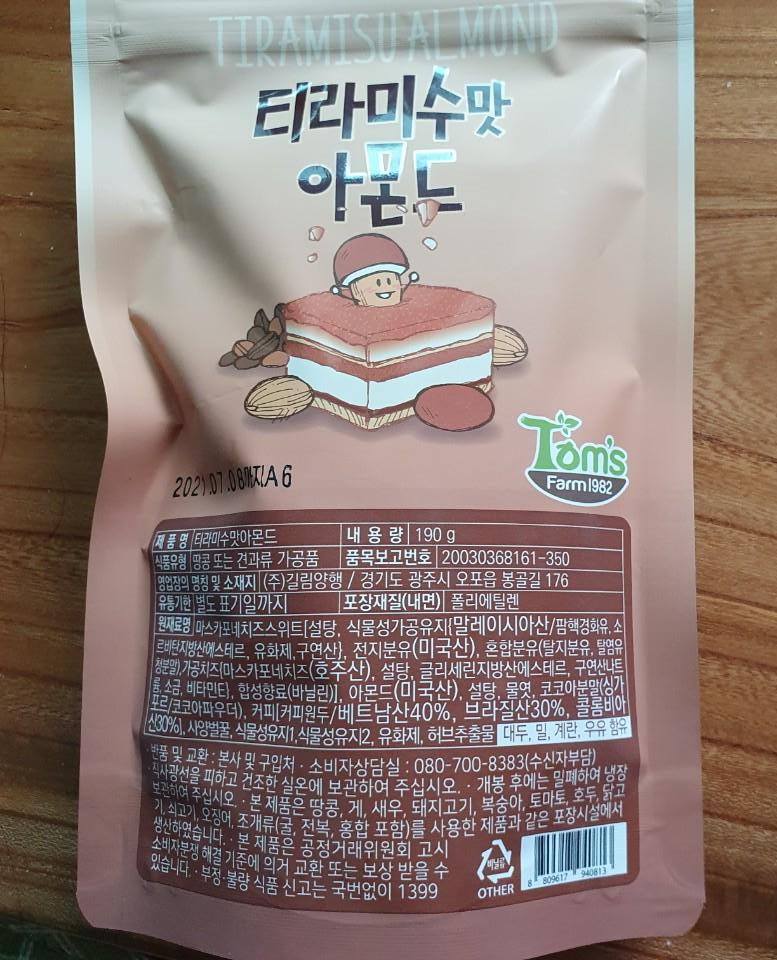 TIRAMISU ALMOND
티라미수맛
아몬드
Tom's
Farm 1982
2021.07.08까지A6
제 품 명 티라미수맛아몬드 내 용 량 190 g
식품유형 땅콩 또는 견과류 가공품 품목보고번호 20030368161-350
영업장의 명칭 및 소재지 (주)길림양행 / 경기도 광주시 오포읍 봉골길 176
유통기한 별도 표기일까지 포장재질(내면) 폴리에틸렌
원재료명 마스카포네치즈스위트[설탕, 식물성가공유지{말레이시아산/팜핵경화유, 소
르비탄지방산에스테르, 유화제,구연산}, 전지분유(미국산), 혼합분유(탈지분유, 탈염유
청분말),가공치즈{마스카포네치즈(호주산), 설탕, 글리세린지방산에스테르, 구연산나트
륨,소금, 비타민E}, 합성향료(바닐린)], 아몬드(미국산), 설탕, 물엿, 코코아분말(싱가
포르/코코아파우더), 커피[커피원두/베트남산40%, 브라질산30%, 콜롬비아
산30%], 사양벌꿀, 식물성유지1,식물성유지2, 유화제, 허브추출물 대두, 밀, 계란, 우유 함유
· 반품 및 교환 : 본사 및 구입처 · 소비자상담실 : 080-700-8383(수신자부담)
· 직사광선을 피하고 건조한 실온에 보관하여 주십시오. · 개봉 후에는 밀폐하여 냉장
보관하여 주십시오. · 본 제품은 땅콩, 게, 새우, 돼지고기, 복숭아, 토마토, 호두, 닭고
기, 쇠고기, 오징어, 조개류(굴, 전복, 홍합 포함)를 사용한 제품과 같은 포장시설에서
생산하였습니다. · 본 제품은 공정거래위원회 고시
소비자분쟁 해결 기준에 의거 교환 또는 보상 받을 수
있습니다. · 부정·불량 식품 신고는 국번없이 1399
비닐류
OTHER
8 809617 940813